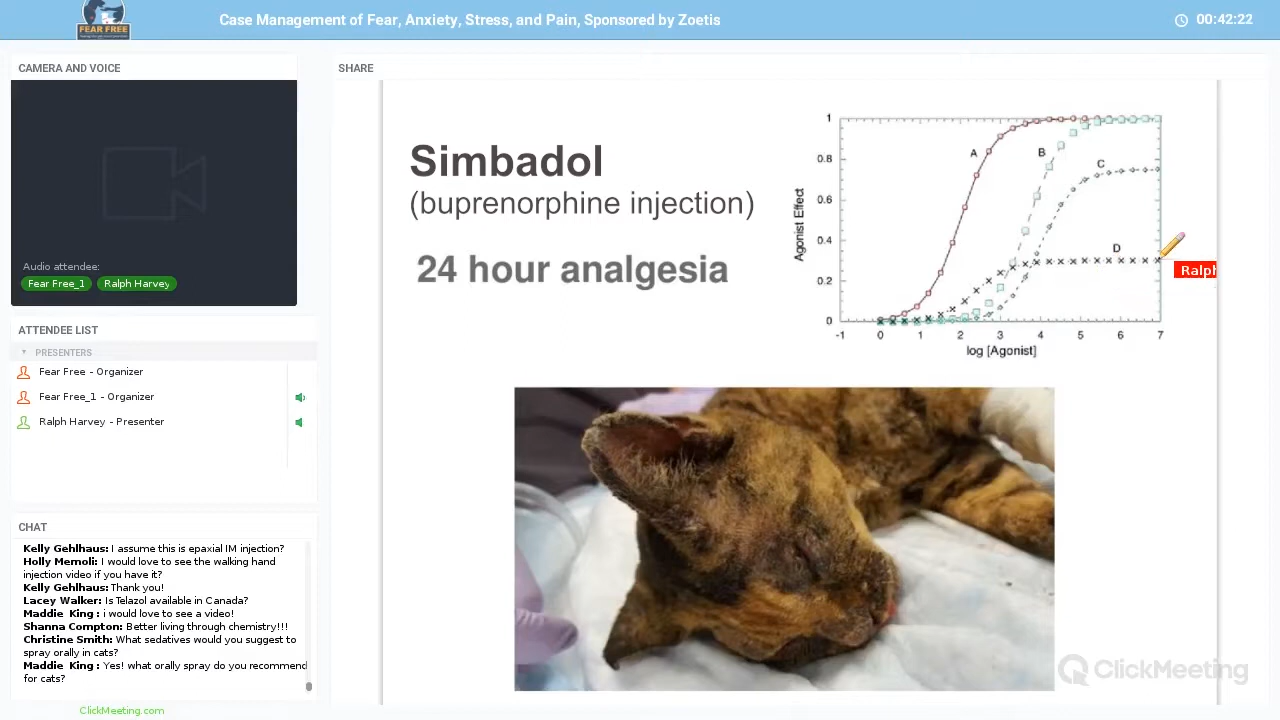 FEAR FREE
Case Management of Fear, Anxiety, Stress, and Pain, Sponsored by Zoetis
00:42:22
CAMERA AND VOICE
Audio attendee:
Fear Free_1 Ralph Harvey
ATTENDEE LIST
PRESENTERS
Fear Free - Organizer
Fear Free_1 - Organizer
Ralph Harvey - Presenter
CHAT
Kelly Gehlhaus: I assume this is epaxial IM injection?
Holly Memoli: I would love to see the walking hand
injection video if you have it?
Kelly Gehlhaus: Thank you!
Lacey Walker: Is Telazol available in Canada?
Maddie King : i would love to see a video!
Shanna Compton: Better living through chemistry!!!
Christine Smith: What sedatives would you suggest to
spray orally in cats?
Maddie King : Yes! what orally spray do you recommend
for cats?
ClickMeeting.com
SHARE
Simbadol
(buprenorphine injection)
24 hour analgesia
Agonist Effect
1
0.8
0.6
0.4
0.2
0
A
B
C
D
-1 0 1 2 3 4 5 6 7
log [Agonist]
Ralph
ClickMeeting